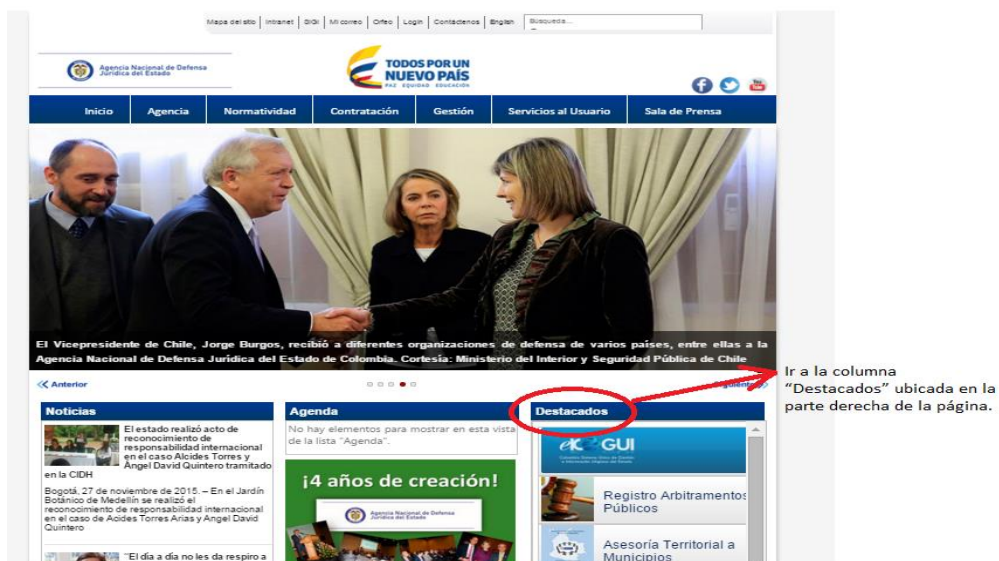 Mapa del sitio | Intranet | SIGI | Mi correo | Orfeo | Login | Contáctenos | English
Búsqueda...
Agencia Nacional de Defensa
Jurídica del Estado
TODOS POR UN
NUEVO PAÍS
PAZ EQUIDAD EDUCACIÓN
You
Inicio Agencia Normatividad Contratación Gestión Servicios al Usuario Sala de Prensa
El Vicepresidente de Chile, Jorge Burgos, recibió a diferentes organizaciones de defensa de varios países, entre ellas a la
Agencia Nacional de Defensa Jurídica del Estado de Colombia. Cortesía: Ministerio del Interior y Seguridad Pública de Chile
Anterior
Siguiente
Ir a la columna
“Destacados” ubicada en la
parte derecha de la página.
Noticias
El estado realizó acto de
reconocimiento de
responsabilidad internacional
en el caso Alcides Torres y
Ángel David Quintero tramitado
en la CIDH
Bogotá, 27 de noviembre de 2015. – En el Jardín
Botánico de Medellín se realizó el
reconocimiento de responsabilidad internacional
en el caso de Acides Torres Arias y Angel David
Quintero
"El día a día no les da respiro a
Agenda
No hay elementos para mostrar en esta vista
de la lista "Agenda".
¡4 años de creación!
Agencia Nacional de Defensa
Jurídica del Estado
Destacados
GUI
Registro Arbitramentos
Públicos
Asesoría Territorial a
Municipios